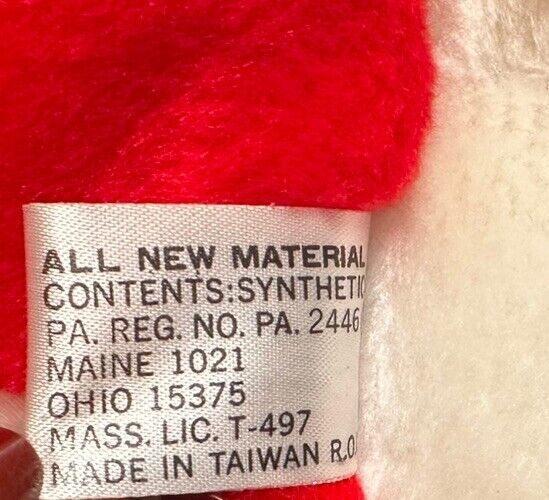 ALL NEW MATERIAL
CONTENTS:SYNTHETIC
PA. REG. NO. PA. 2446
MAINE 1021
OHIO 15375
MASS. LIC. T-497
MADE IN TAIWAN R.O.